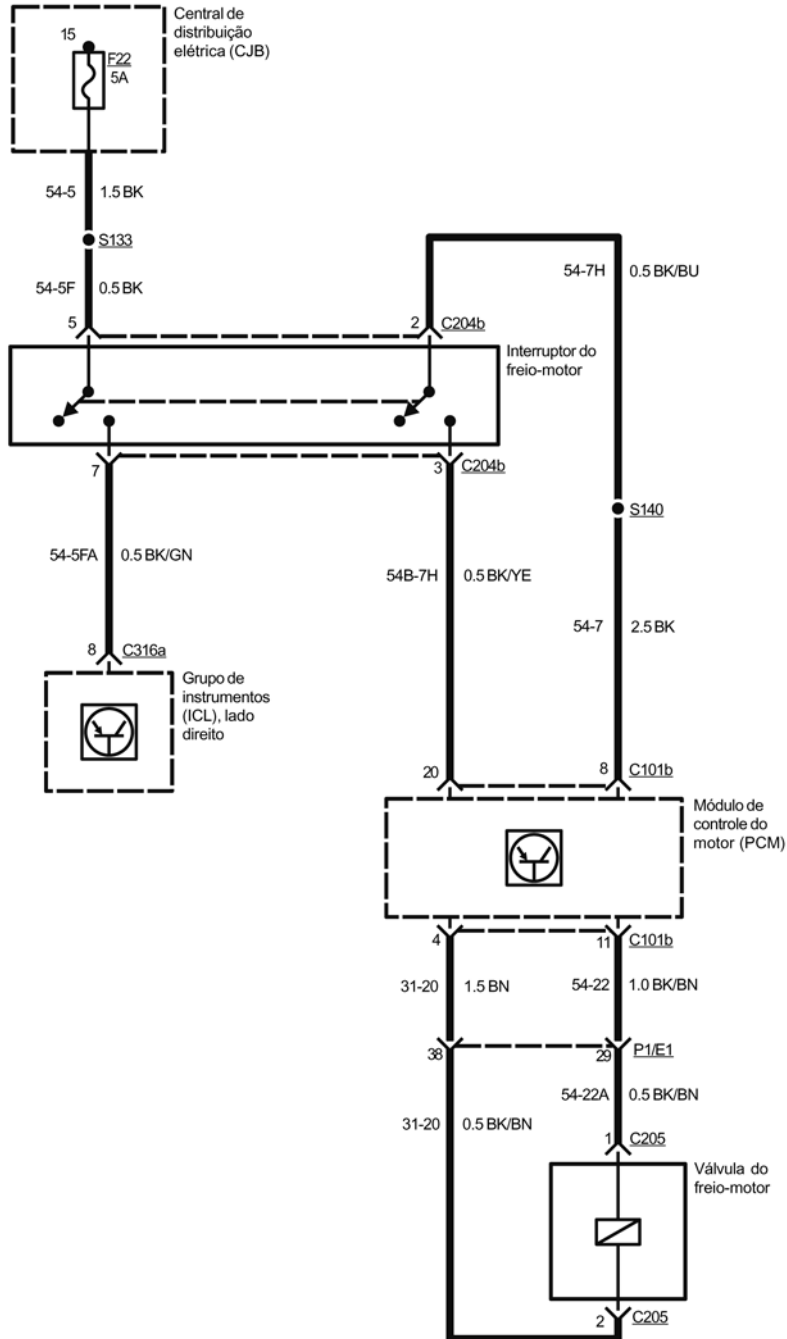 Central de
distribuição
elétrica (CJB)
15
F22
5A
54-5 1.5 BK
S133
54-5F 0.5 BK
54-7H 0.5 BK/BU
5
2 C204b
Interruptor do
freio-motor
7
3 C204b
S140
54-5FA 0.5 BK/GN
54B-7H 0.5 BK/YE
54-7 2.5 BK
8 C316a
Grupo de
instrumentos
(ICL), lado
direito
20
8 C101b
Módulo de
controle do
motor (PCM)
4
11 C101b
31-20 1.5 BN
54-22 1.0 BK/BN
38
29 P1/E1
54-22A 0.5 BK/BN
31-20 0.5 BK/BN
1 C205
Válvula do
freio-motor
2 C205